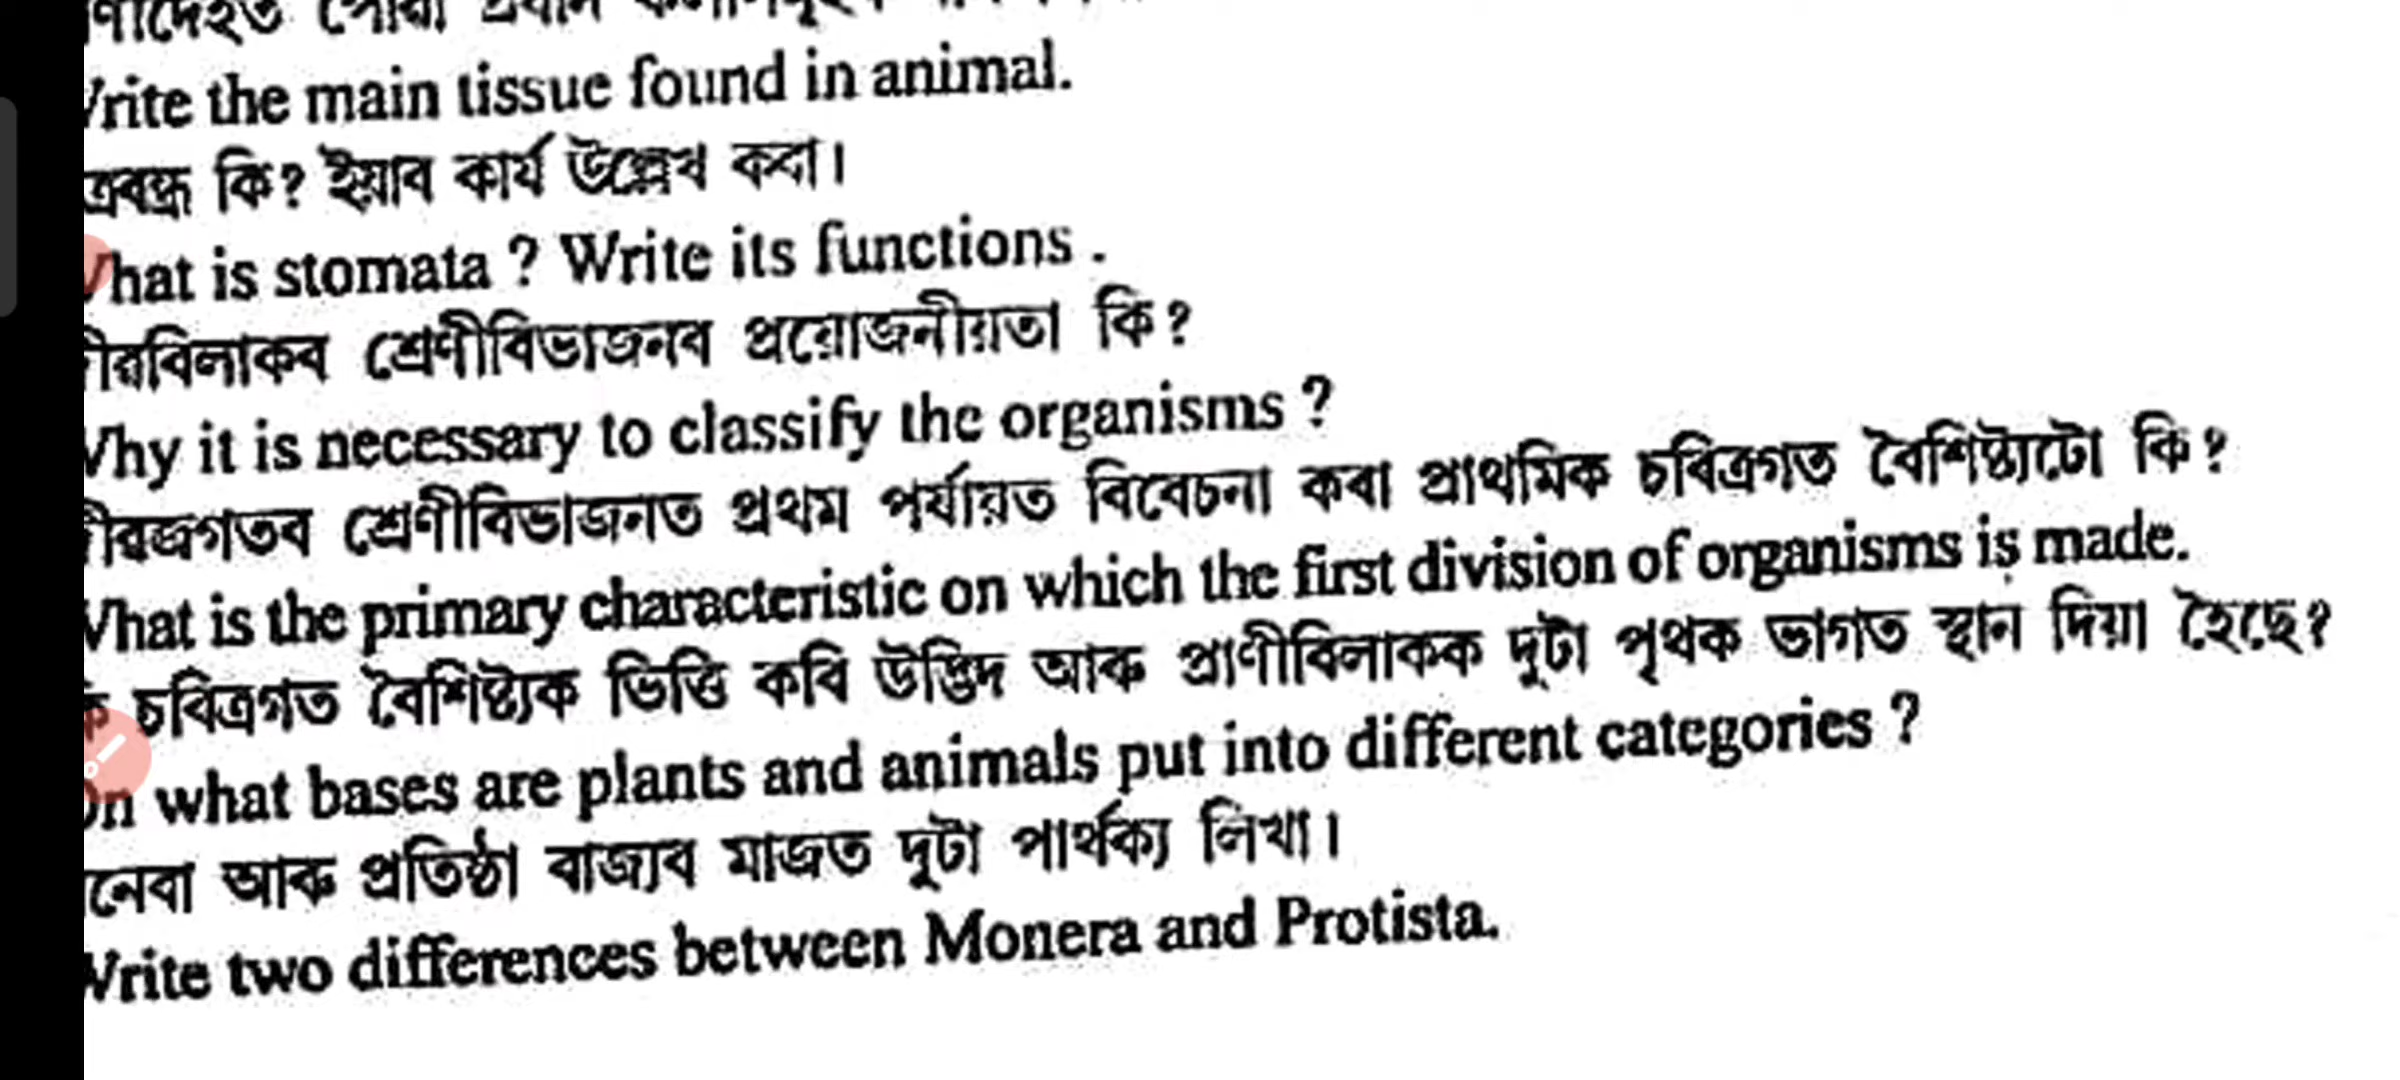 Write the main tissue found in animal.
কি? ইয়াৰ কাৰ্য উল্লেখ কৰা।
What is stomata ? Write its functions .
শ্ৰেণীবিভাজনৰ প্ৰয়োজনীয়তা কি?
Why it is necessary to classify the organisms ?
শ্ৰেণীবিভাজনত প্ৰথম পৰ্যায়ত বিবেচনা কৰা প্ৰাথমিক চৰিত্ৰগত বৈশিষ্ট্যটো কি?
What is the primary characteristic on which the first division of organisms is made.
চৰিত্ৰগত বৈশিষ্ট্যক ভিত্তি কৰি উদ্ভিদ আৰু প্ৰাণীবিলাকক দুটা পৃথক ভাগত স্থান দিয়া হৈছে?
On what bases are plants and animals put into different categories ?
আৰু প্ৰতিষ্ঠা ৰাজ্যৰ মাজত দুটা পাৰ্থক্য লিখা।
Write two differences between Monera and Protista.